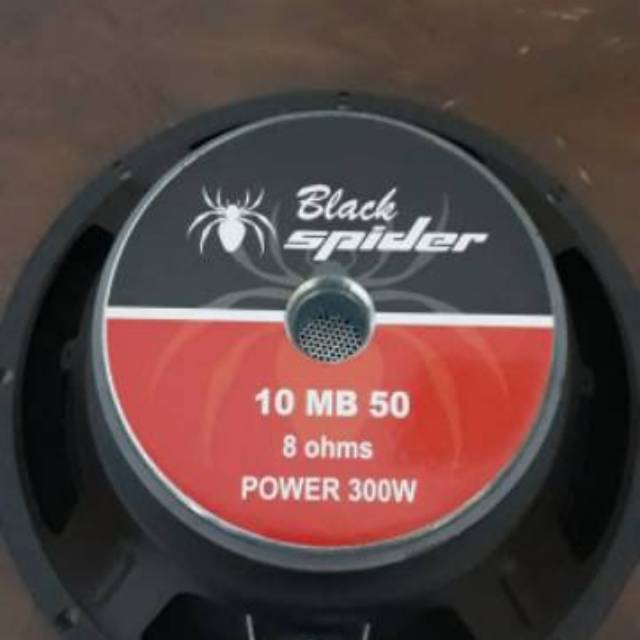 Black
spider
10 MB 50
8 ohms
POWER 300W